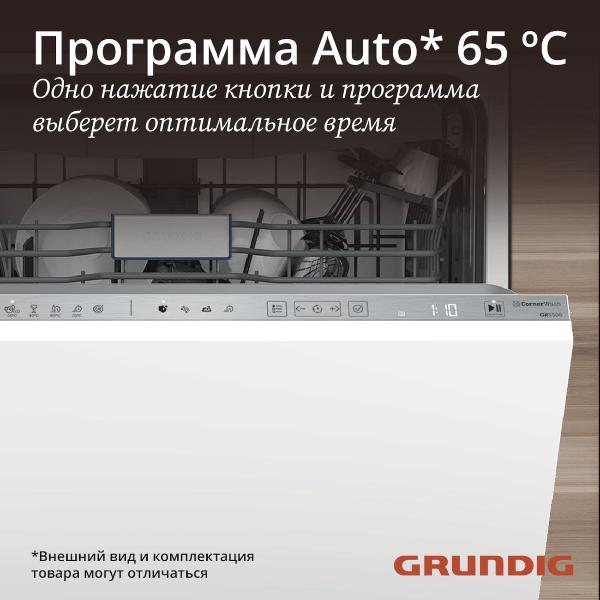 Программа Auto* 65 ºC
Одно нажатие кнопки и программа
выберет оптимальное время
GRUNDIG
1:10
CornerWash
*Внешний вид и комплектация
товара могут отличаться
GRUNDIG